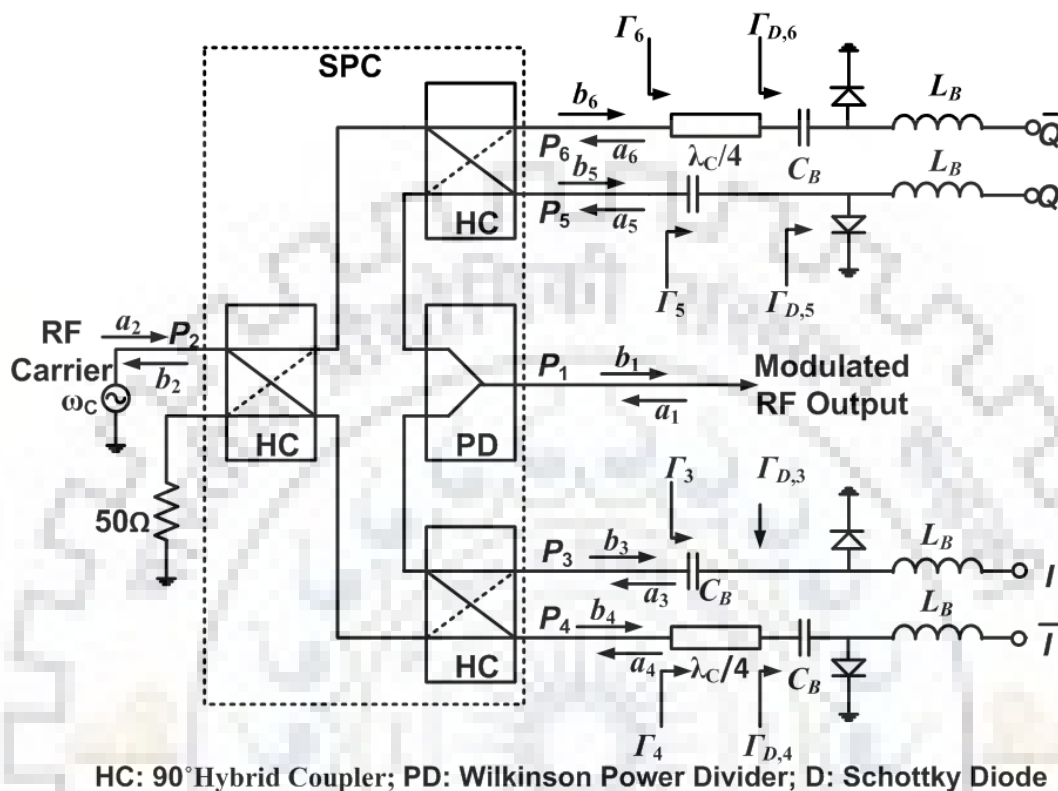 SPC
Γ6
ΓD,6
b6
LB
P6
a6
λC/4
CB
Q̅
b5
LB
P5
a5
Q
HC
Γ5
ΓD,5
RF
Carrier
ωC
a2
P2
b2
P1
b1
a1
Modulated
RF Output
HC
PD
50Ω
Γ3
ΓD,3
P3
b3
a3
CB
LB
I
P4
b4
a4
λC/4
CB
LB
I̅
HC
Γ4
ΓD,4
HC: 90°Hybrid Coupler; PD: Wilkinson Power Divider; D: Schottky Diode